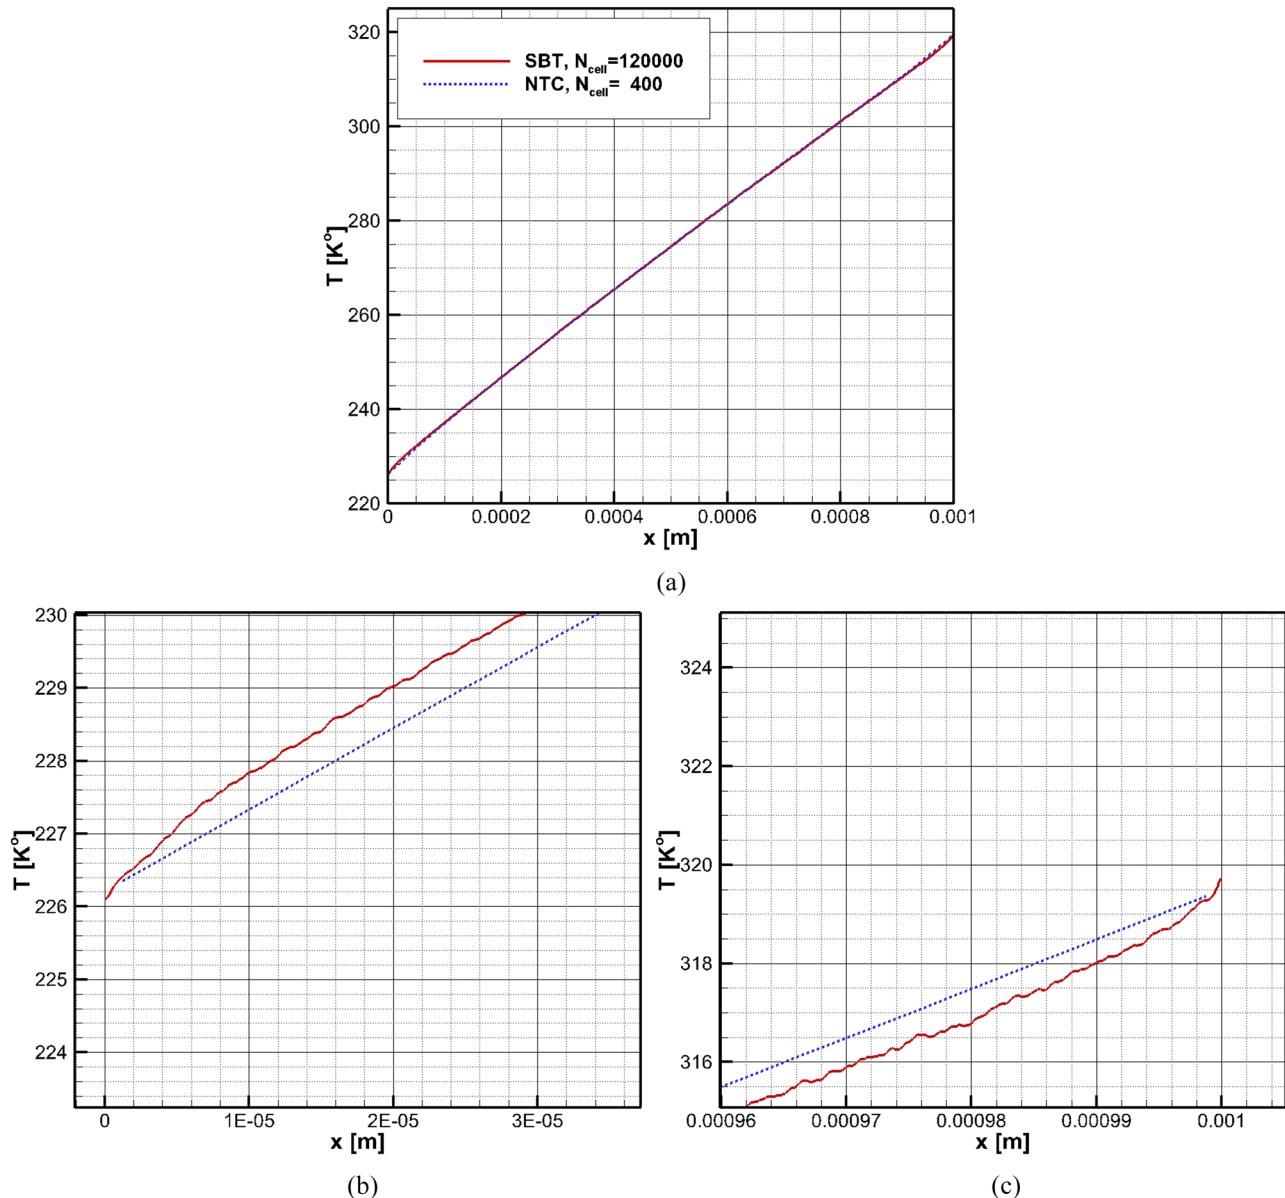 320
300
280
260
240
220
T [K°]
SBT, Ncell=120000
NTC, Ncell= 400
0 0.0002 0.0004 0.0006 0.0008 0.001
x [m]
(a)
230
229
228
227
226
225
224
T [K°]
0 1E-05 2E-05 3E-05
x [m]
(b)
324
322
320
318
316
T [K°]
0.00096 0.00097 0.00098 0.00099 0.001
x [m]
(c)